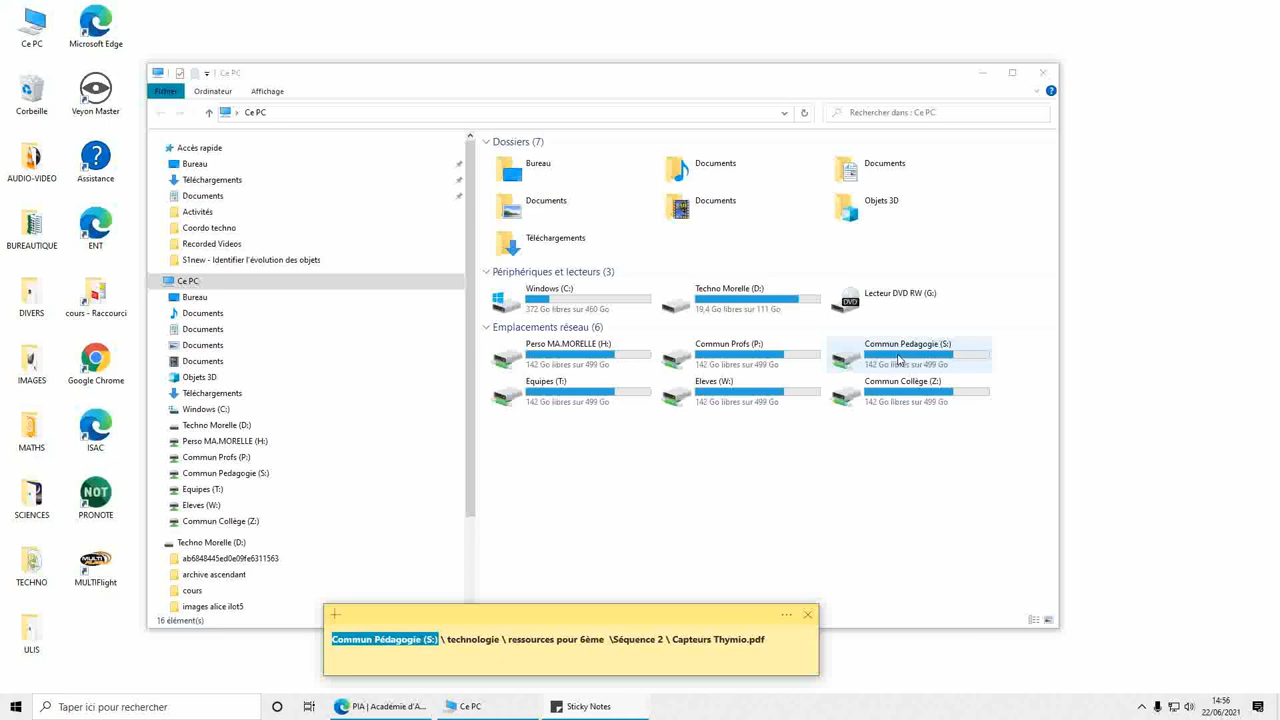 Ce PC
Microsoft Edge
Corbeille
Veyon Master
AUDIO-VIDEO
Assistance
BUREAUTIQUE
ENT
DIVERS
cours - Raccourci
IMAGES
Google Chrome
MATHS
ISAC
SCIENCES
NOT
PRONOTE
TECHNO
MULTIFlight
ULIS
Ce PC
Fichier
Ordinateur
Affichage
Ce PC
Rechercher dans : Ce PC
Accès rapide
Bureau
Téléchargements
Documents
Activités
Coordo techno
Recorded Videos
S1new - Identifier l'évolution des objets
Ce PC
Bureau
Documents
Documents
Documents
Documents
Objets 3D
Téléchargements
Windows (C:)
Techno Morelle (D:)
Perso MA.MORELLE (H:)
Commun Profs (P:)
Commun Pedagogie (S:)
Equipes (T:)
Eleves (W:)
Commun Collège (Z:)
Techno Morelle (D:)
ab6848445ed0e09fe6311563
archive ascendant
cours
images alice ilot5
16 élément(s)
Dossiers (7)
Bureau
Documents
Documents
Documents
Documents
Objets 3D
Téléchargements
Périphériques et lecteurs (3)
Windows (C:)
372 Go libres sur 460 Go
Techno Morelle (D:)
19,4 Go libres sur 111 Go
DVD
Lecteur DVD RW (G:)
Emplacements réseau (6)
Perso MA.MORELLE (H:)
142 Go libres sur 499 Go
Commun Profs (P:)
142 Go libres sur 499 Go
Commun Pedagogie (S:)
142 Go libres sur 499 Go
Equipes (T:)
142 Go libres sur 499 Go
Eleves (W:)
142 Go libres sur 499 Go
Commun Collège (Z:)
142 Go libres sur 499 Go
Commun Pédagogie (S:) \ technologie \ ressources pour 6ème \Séquence 2 \ Capteurs Thymio.pdf
Taper ici pour rechercher
PIA | Académie d'A...
Ce PC
Sticky Notes
14:56
22/06/2021